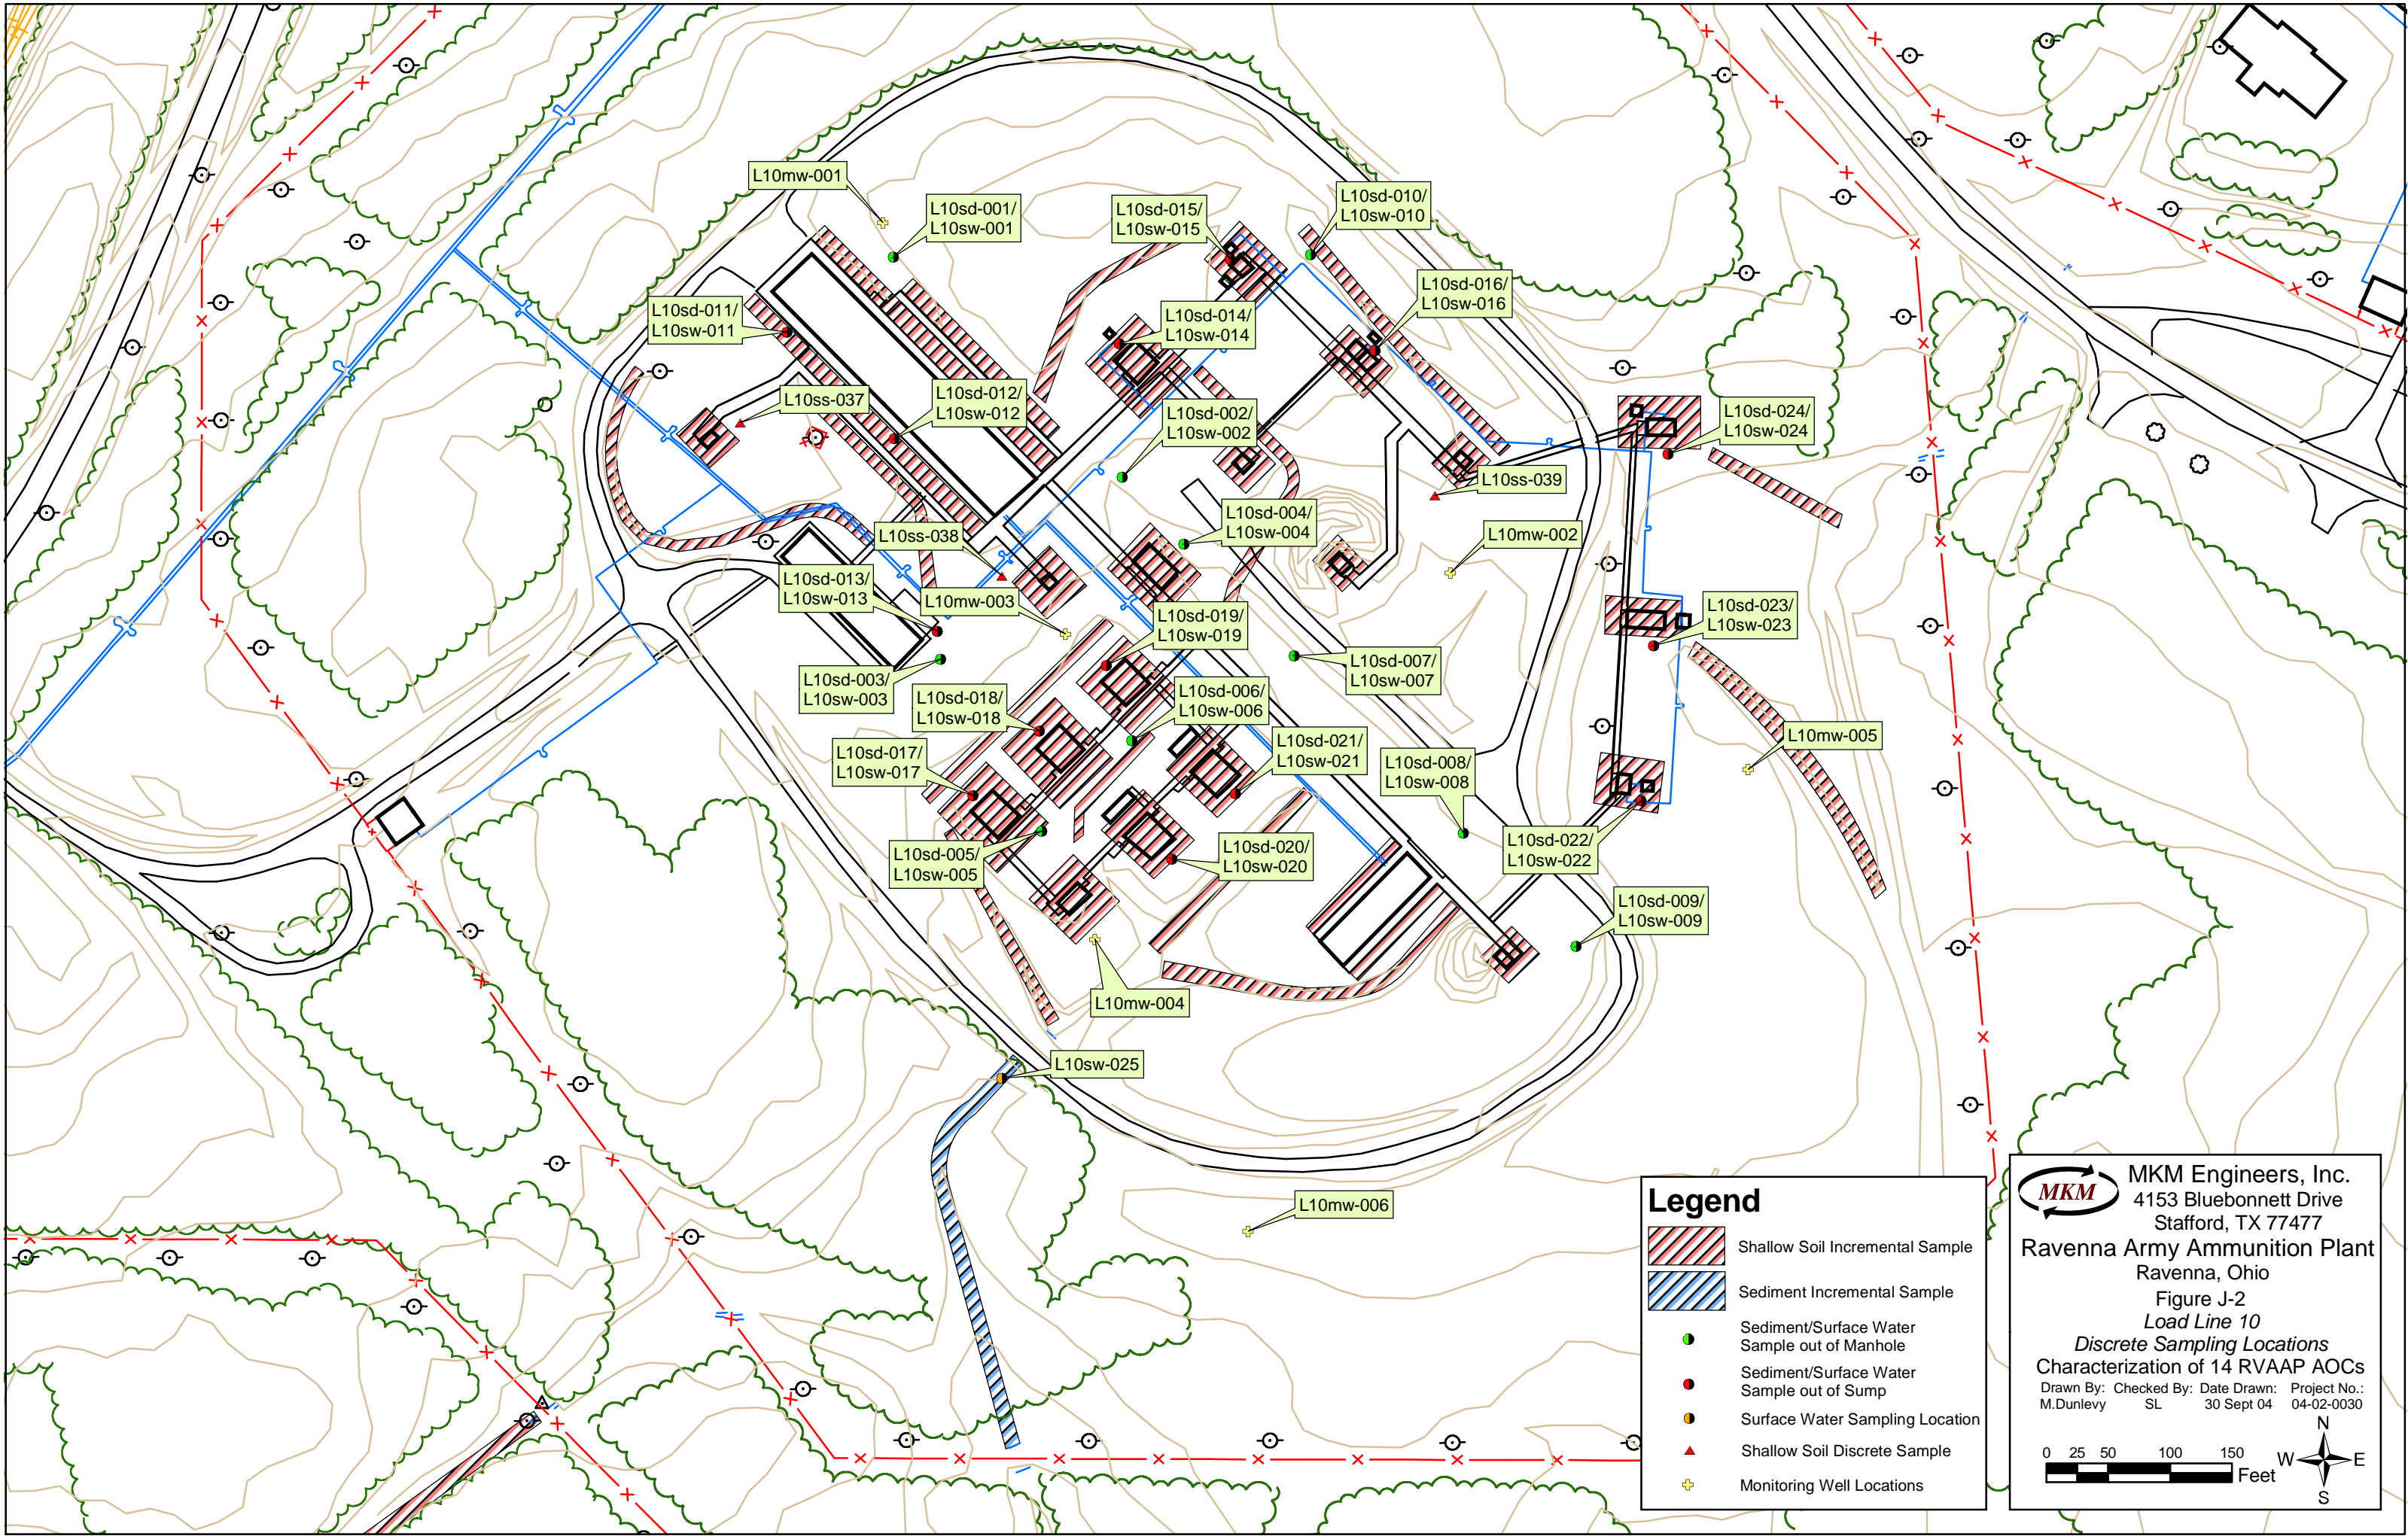 L10mw-001
L10sd-001/
L10sw-001
L10sd-015/
L10sw-015
L10sd-010/
L10sw-010
L10sd-011/
L10sw-011
L10sd-014/
L10sw-014
L10sd-016/
L10sw-016
L10ss-037
L10sd-012/
L10sw-012
L10sd-002/
L10sw-002
L10sd-024/
L10sw-024
L10ss-039
L10ss-038
L10sd-004/
L10sw-004
L10mw-002
L10sd-013/
L10sw-013
L10mw-003
L10sd-019/
L10sw-019
L10sd-023/
L10sw-023
L10sd-003/
L10sw-003
L10sd-018/
L10sw-018
L10sd-006/
L10sw-006
L10sd-007/
L10sw-007
L10sd-017/
L10sw-017
L10sd-021/
L10sw-021
L10sd-008/
L10sw-008
L10mw-005
L10sd-005/
L10sw-005
L10sd-020/
L10sw-020
L10sd-022/
L10sw-022
L10sd-009/
L10sw-009
L10mw-004
L10sw-025
L10mw-006
Legend
Shallow Soil Incremental Sample
Sediment Incremental Sample
Sediment/Surface Water
Sample out of Manhole
Sediment/Surface Water
Sample out of Sump
Surface Water Sampling Location
Shallow Soil Discrete Sample
Monitoring Well Locations
MKM
MKM Engineers, Inc.
4153 Bluebonnett Drive
Stafford, TX 77477
Ravenna Army Ammunition Plant
Ravenna, Ohio
Figure J-2
Load Line 10
Discrete Sampling Locations
Characterization of 14 RVAAP AOCs
Drawn By: Checked By: Date Drawn: Project No.:
M.Dunlevy SL 30 Sept 04 04-02-0030
0 25 50 100 150
Feet
N
W E
S